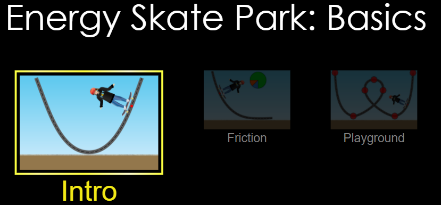 Energy Skate Park: Basics
Intro
Friction
Playground